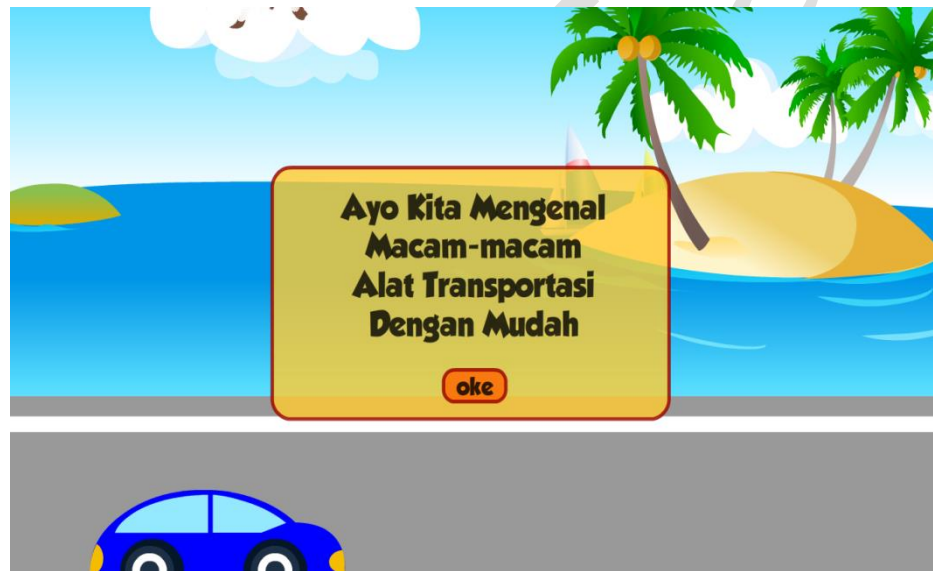 Ayo Kita Mengenal
Macam-macam
Alat Transportasi
Dengan Mudah
oke